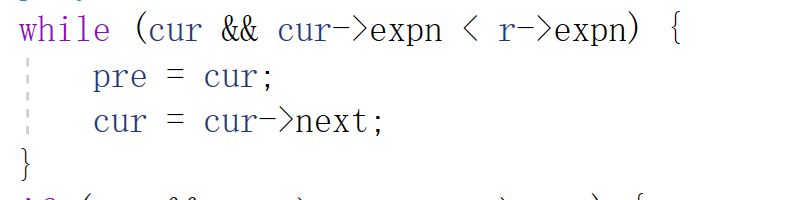 while (cur && cur->expn < r->expn) {
    pre = cur;
    cur = cur->next;
}